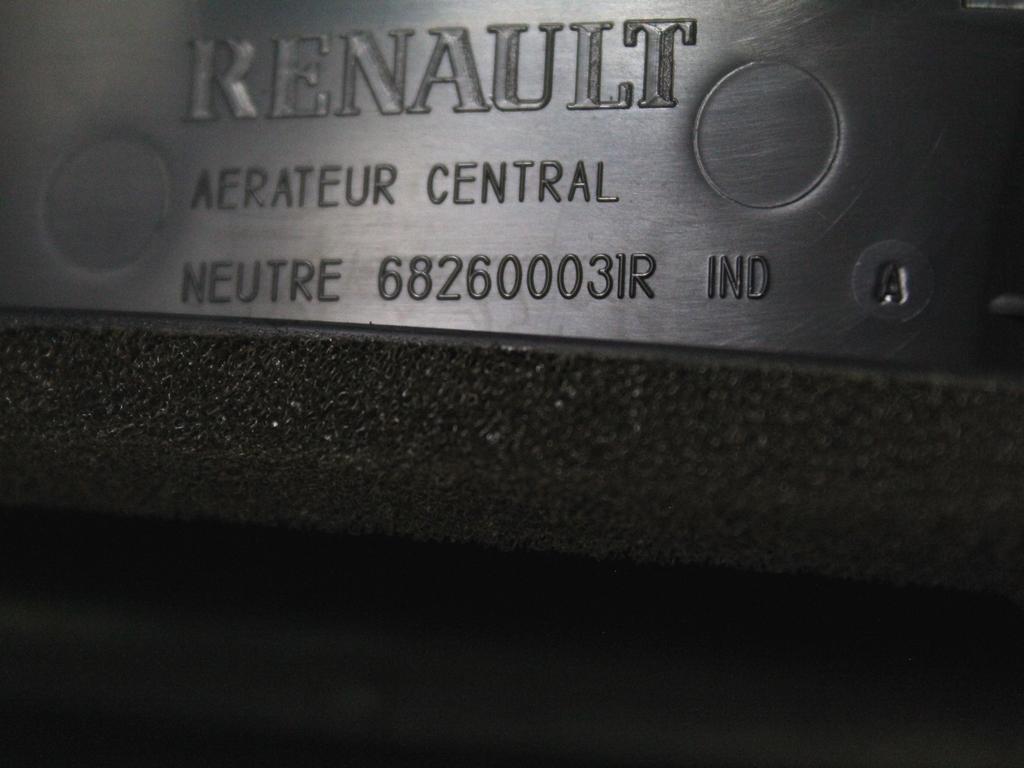 RENAULT
AERATEUR CENTRAL
NEUTRE 682600031R IND A